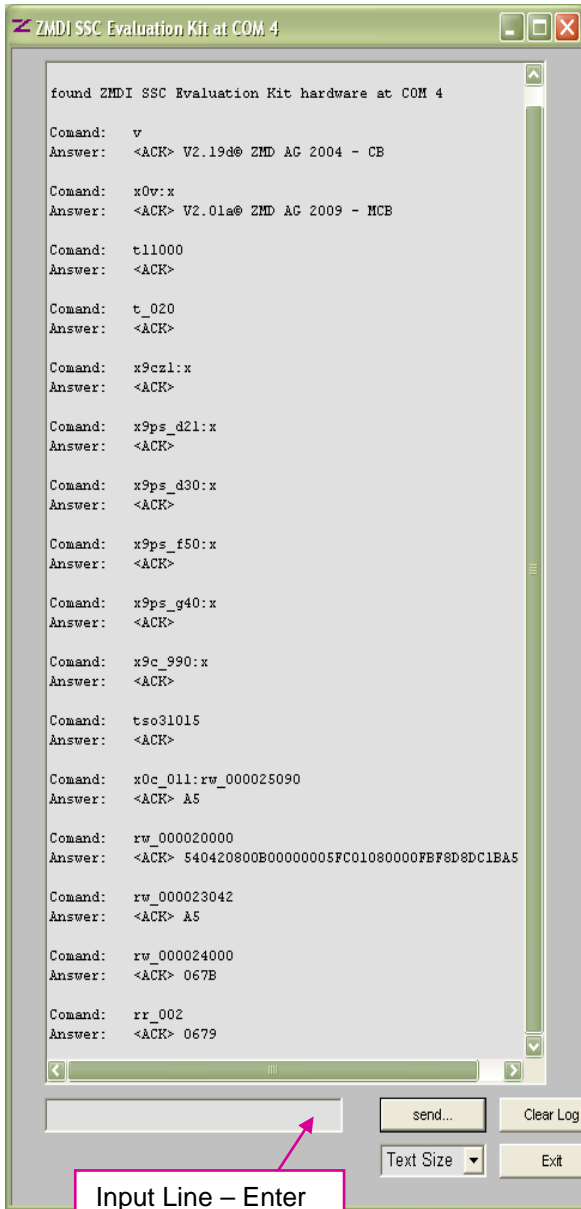 ZMDI SSC Evaluation Kit at COM 4
found ZMDI SSC Evaluation Kit hardware at COM 4
Comand: v
Answer: <ACK> V2.19d© ZMD AG 2004 - CB
Comand: x0v:x
Answer: <ACK> V2.01a© ZMD AG 2009 - MCB
Comand: t11000
Answer: <ACK>
Comand: t_020
Answer: <ACK>
Comand: x9cz1:x
Answer: <ACK>
Comand: x9ps_d21:x
Answer: <ACK>
Comand: x9ps_d30:x
Answer: <ACK>
Comand: x9ps_f50:x
Answer: <ACK>
Comand: x9ps_g40:x
Answer: <ACK>
Comand: x9c_990:x
Answer: <ACK>
Comand: tso31015
Answer: <ACK>
Comand: x0c_011:rw_000025090
Answer: <ACK> A5
Comand: rw_000020000
Answer: <ACK> 540420800B00000005FC01080000FBF8D8DC1BA5
Comand: rw_000023042
Answer: <ACK> A5
Comand: rw_000024000
Answer: <ACK> 067B
Comand: rr_002
Answer: <ACK> 0679
send...
Clear Log
Text Size
Exit
Input Line – Enter